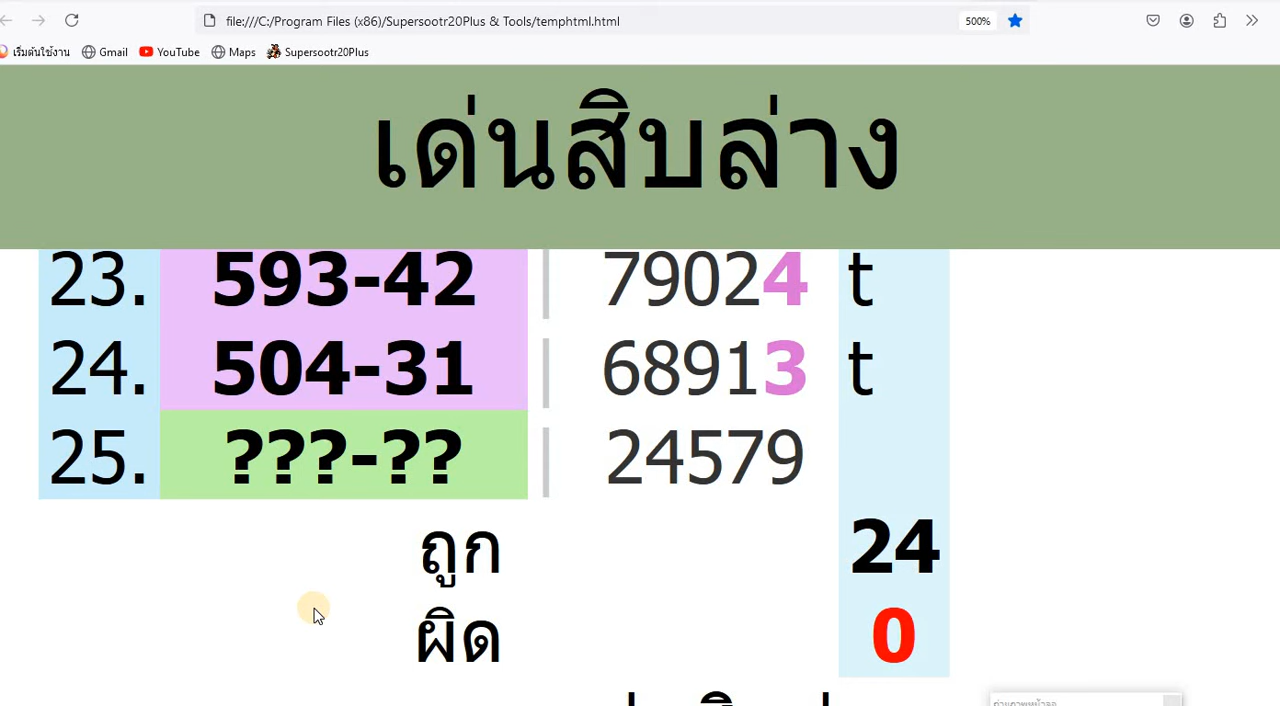 file:///C:/Program Files (x86)/Supersootr20Plus & Tools/temphtml.html 500%
เริ่มต้นใช้งาน Gmail YouTube Maps Supersootr20Plus
เด่นสิบล่าง
23. 593-42 | 79024 t
24. 504-31 | 68913 t
25. ???-?? | 24579
ถูก 24
ผิด 0